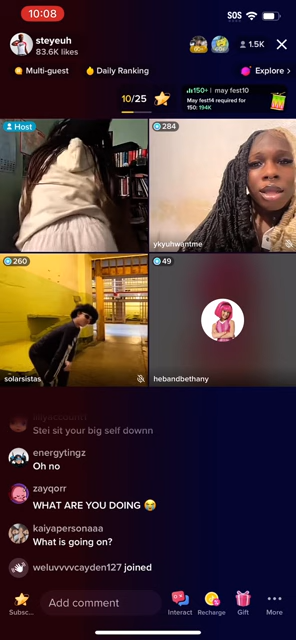 10:08
SOS
steyeuh
83.6K likes
1.5K
Multi-guest
Daily Ranking
Explore >
10/25
150+ | may fest10
May fest14 required for
150: 194K
Host
284
ykyuhwantme
260
solarsistas
49
hebandbethany
Stei sit your big self downn
energytingz
Oh no
zayqorr
WHAT ARE YOU DOING 😭
kaiyapersonaaa
What is going on?
weluvvvvcayden127 joined
Subsc...
Add comment
Interact
Recharge
Gift
More